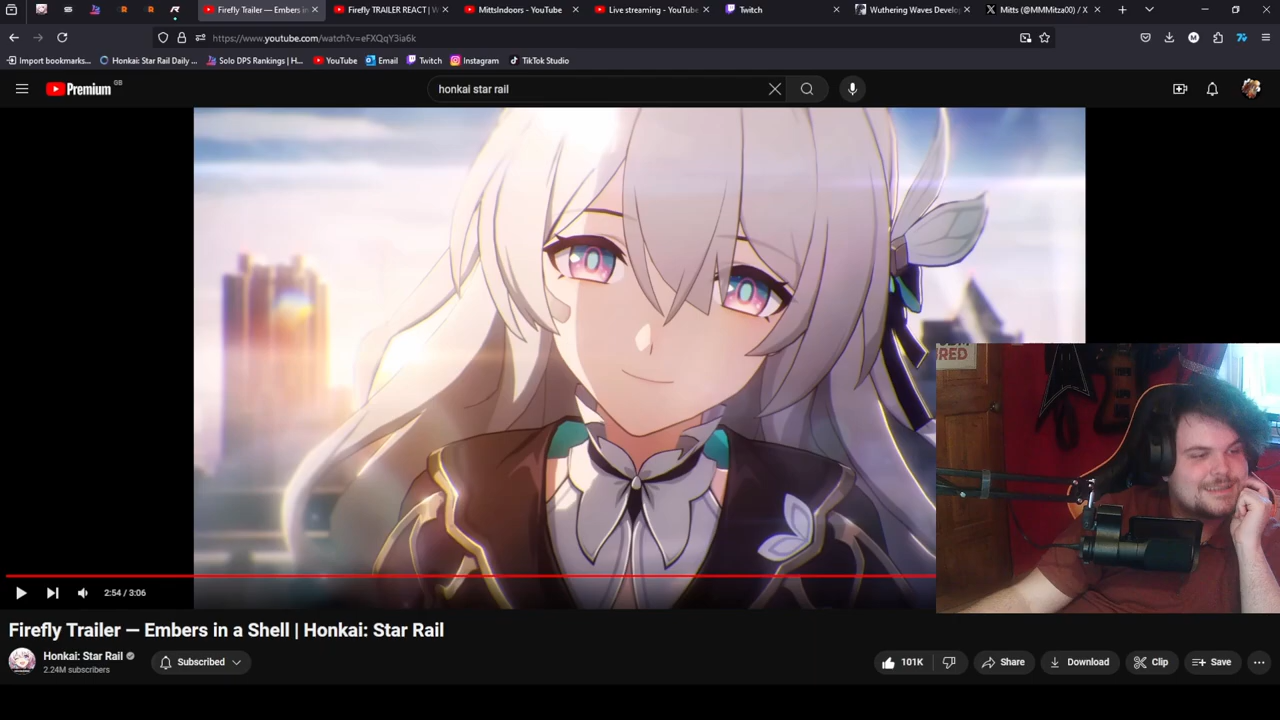 Firefly Trailer — Embers in
Firefly TRAILER REACT | W
MittsIndoors - YouTube
Live streaming - YouTube
Twitch
Wuthering Waves Develo
Mitts (@MMMitza00) / X
https://www.youtube.com/watch?v=eFXQqY3ia6k
Import bookmarks...
Honkai: Star Rail Daily ...
Solo DPS Rankings | H...
YouTube
Email
Twitch
Instagram
TikTok Studio
Premium GB
honkai star rail
RED
2:54 / 3:06
Firefly Trailer — Embers in a Shell | Honkai: Star Rail
Honkai: Star Rail
2.24M subscribers
Subscribed
101K
Share
Download
Clip
Save